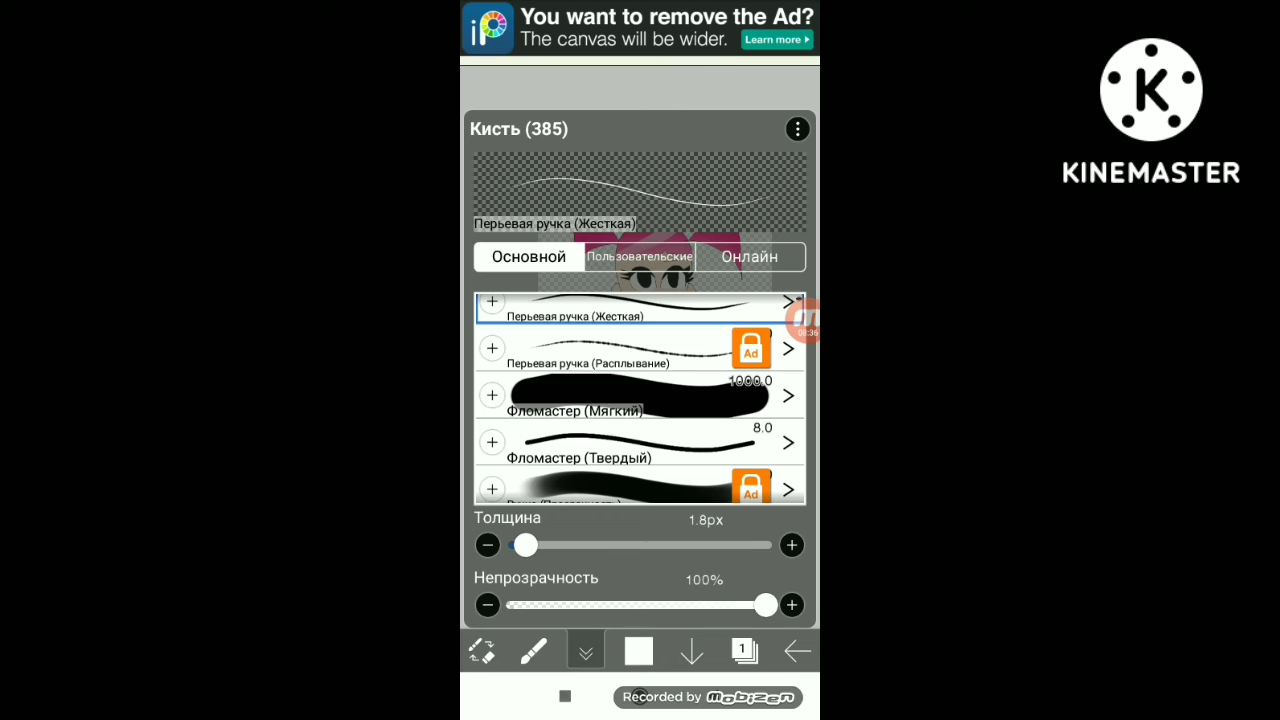 You want to remove the Ad?
The canvas will be wider.
Learn more
K
KINEMASTER
Кисть (385)
Перьевая ручка (Жесткая)
Основной
Пользовательские
Онлайн
Перьевая ручка (Жесткая)
Ad
Перьевая ручка (Расплывание)
1000.0
Фломастер (Мягкий)
8.0
Фломастер (Твердый)
Ad
Толщина
1.8px
Непрозрачность
100%
1
Recorded by mobizen